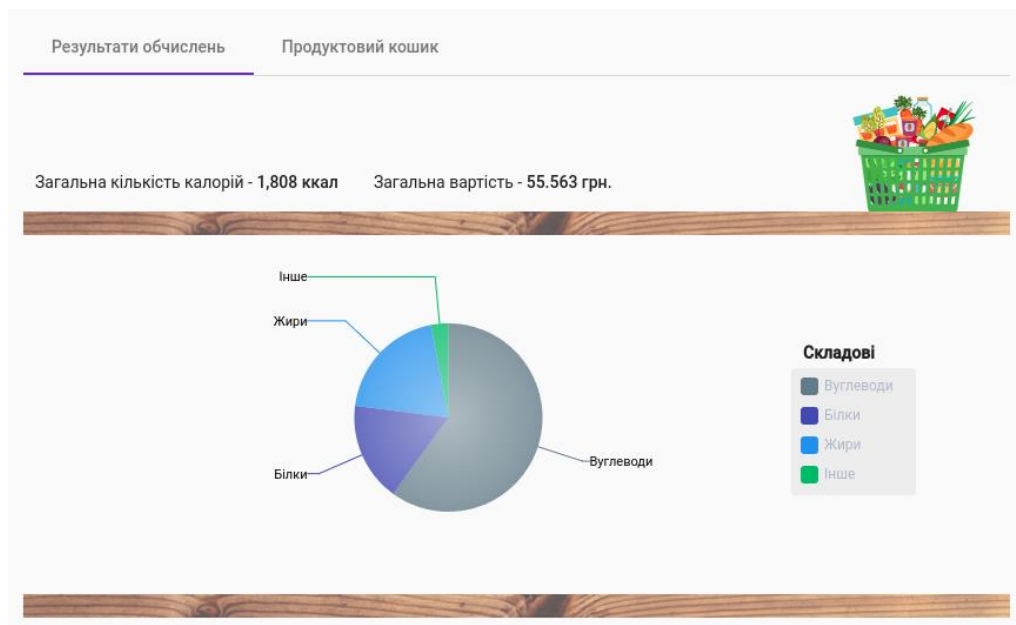 Результати обчислень Продуктовий кошик
Загальна кількість калорій - 1,808 ккал Загальна вартість - 55.563 грн.
Інше
Жири
Білки
Вуглеводи
Складові
Вуглеводи
Білки
Жири
Інше